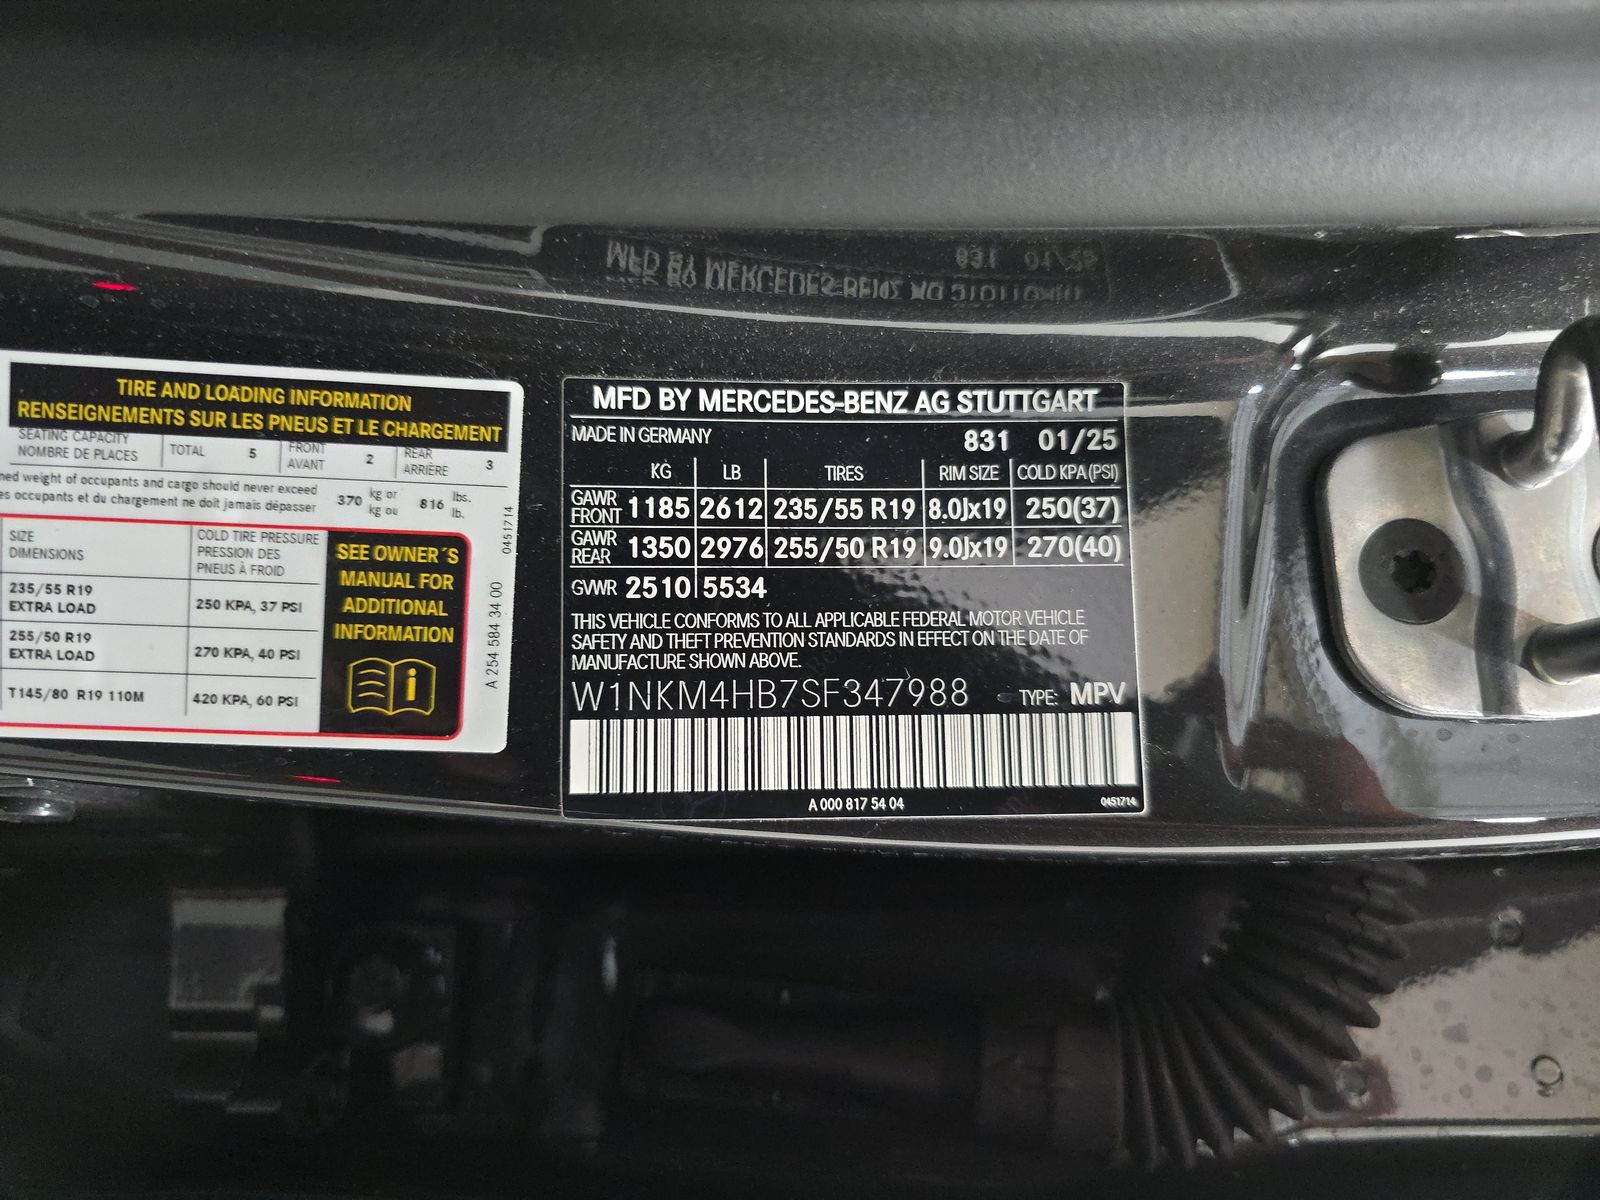 TIRE AND LOADING INFORMATION
RENSEIGNEMENTS SUR LES PNEUS ET LE CHARGEMENT
SEATING CAPACITY
NOMBRE DE PLACES
TOTAL 5
FRONT
AVANT 2
REAR
ARRIÈRE 3
weight of occupants and cargo should never exceed
occupants et du chargement ne doit jamais dépasser
370 kg or
kg ou
816 lbs.
lb.
SIZE
DIMENSIONS
COLD TIRE PRESSURE
PRESSION DES
PNEUS À FROID
235/55 R19
EXTRA LOAD
250 KPA, 37 PSI
255/50 R19
EXTRA LOAD
270 KPA, 40 PSI
T145/80 R19 110M
420 KPA, 60 PSI
SEE OWNER´S
MANUAL FOR
ADDITIONAL
INFORMATION
i
A 254 584 34 00
0451714
MFD BY MERCEDES-BENZ AG STUTTGART
MADE IN GERMANY 831 01/25
KG LB TIRES RIM SIZE COLD KPA(PSI)
GAWR
FRONT 1185 2612 235/55 R19 8.0Jx19 250(37)
GAWR
REAR 1350 2976 255/50 R19 9.0Jx19 270(40)
GVWR 2510 5534
THIS VEHICLE CONFORMS TO ALL APPLICABLE FEDERAL MOTOR VEHICLE
SAFETY AND THEFT PREVENTION STANDARDS IN EFFECT ON THE DATE OF
MANUFACTURE SHOWN ABOVE.
W1NKM4HB7SF347988 TYPE: MPV
A 000 817 54 04
0451714